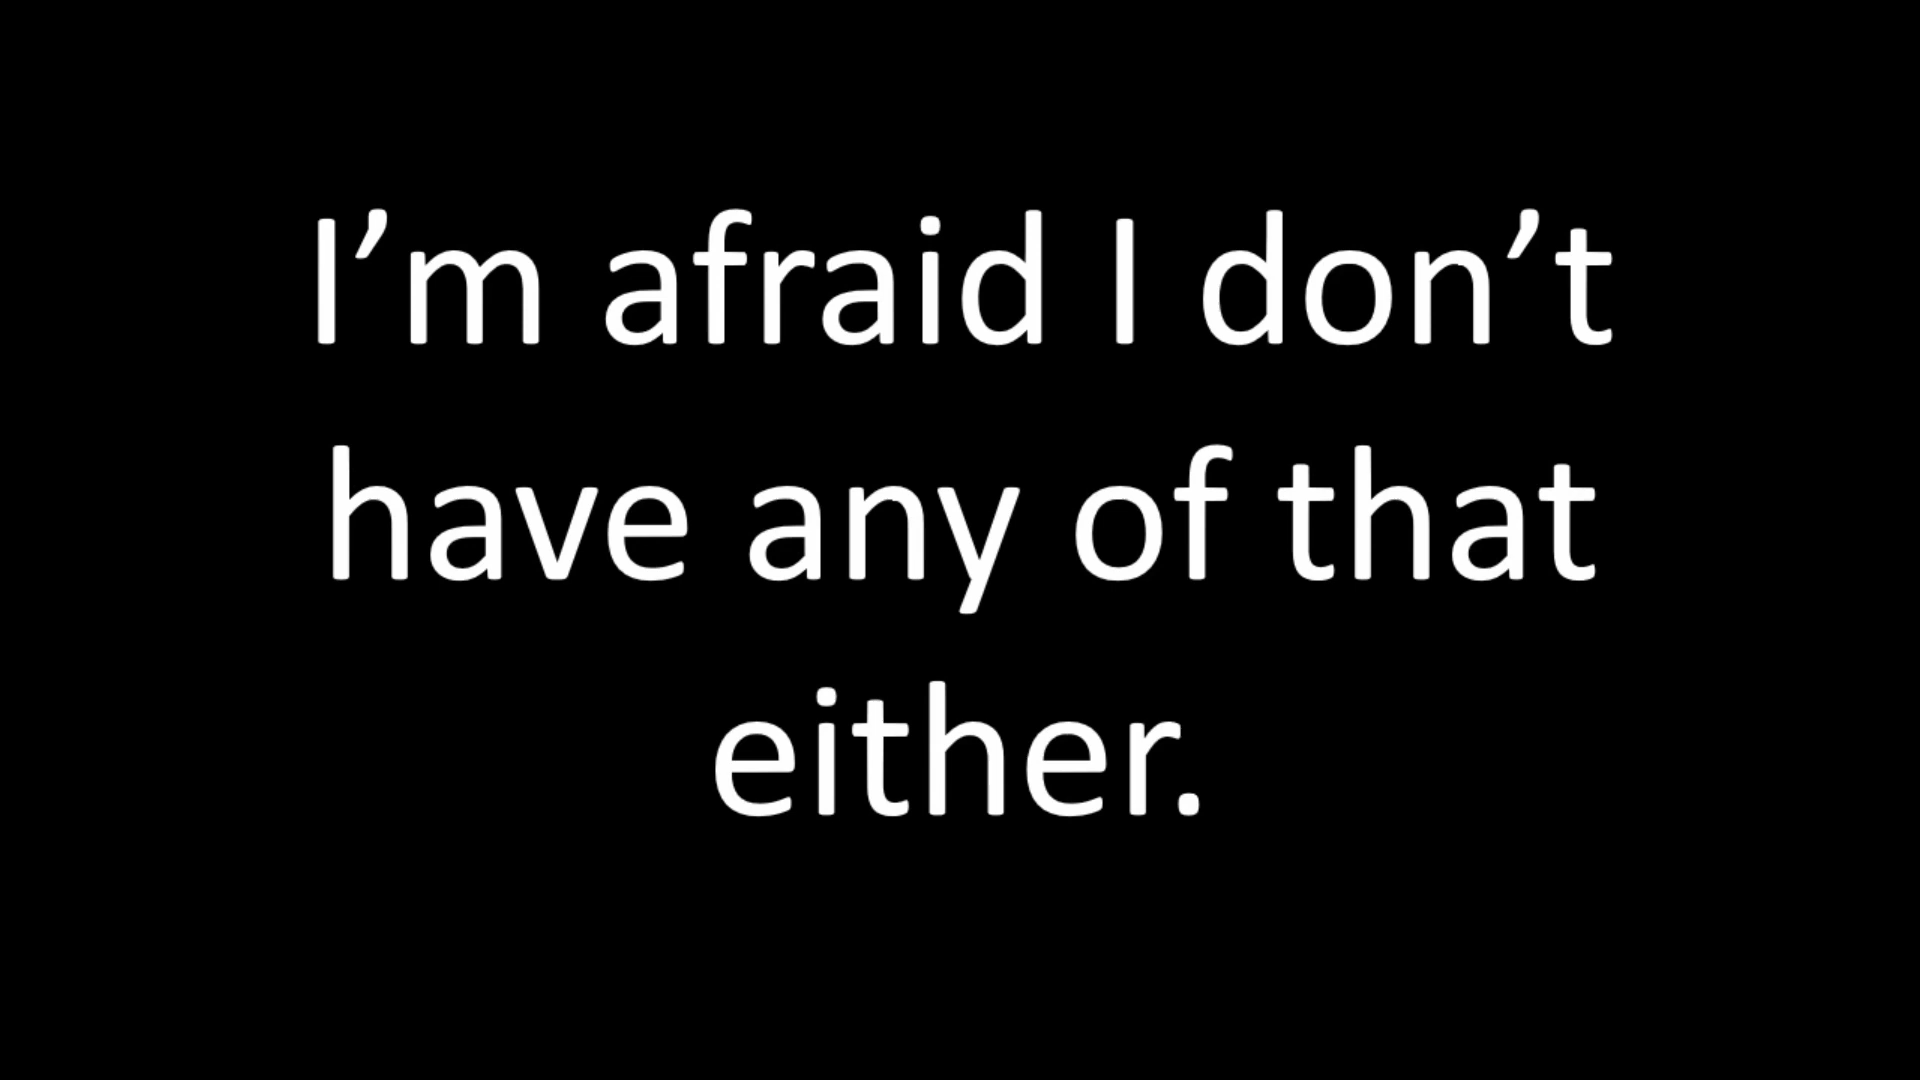 I’m afraid I don’t
have any of that
either.